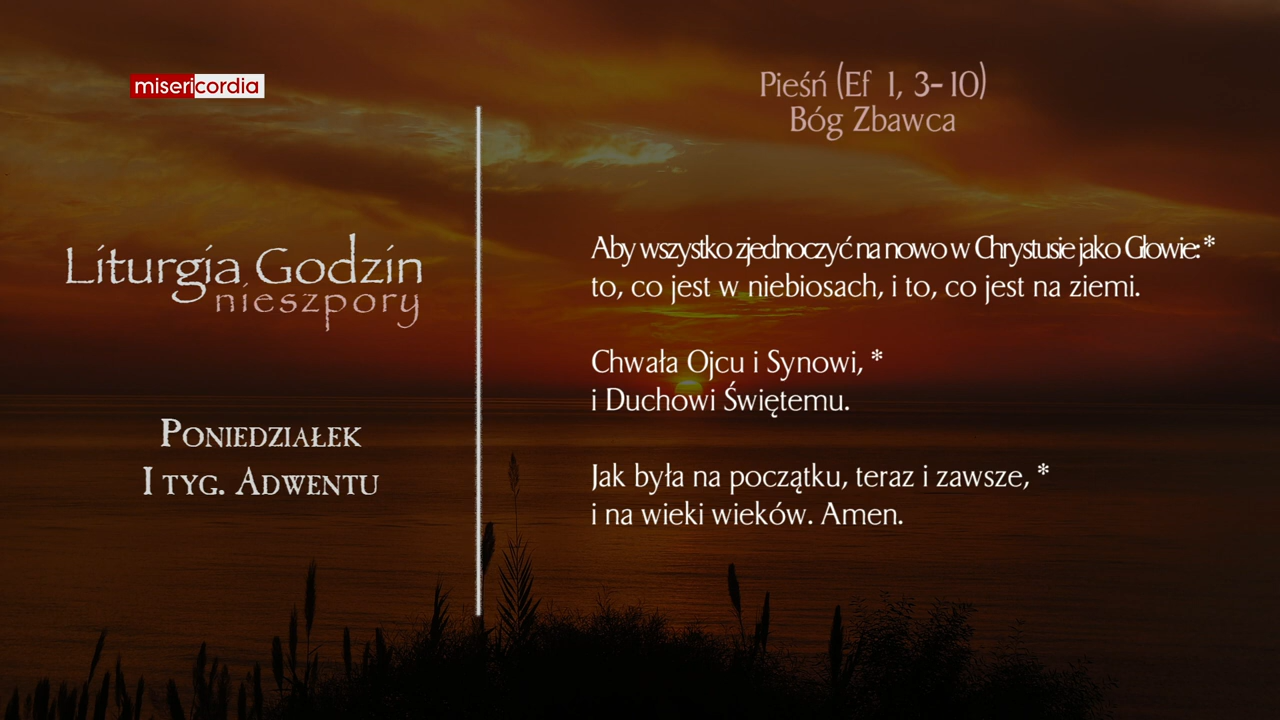 misericordia
Liturgia Godzin
nieszpory
Poniedziałek
I tyg. Adwentu
Pieśń (Ef 1, 3-10)
Bóg Zbawca
Aby wszystko zjednoczyć na nowo w Chrystusie jako Głowie: *
to, co jest w niebiosach, i to, co jest na ziemi.
Chwała Ojcu i Synowi, *
i Duchowi Świętemu.
Jak była na początku, teraz i zawsze, *
i na wieki wieków. Amen.